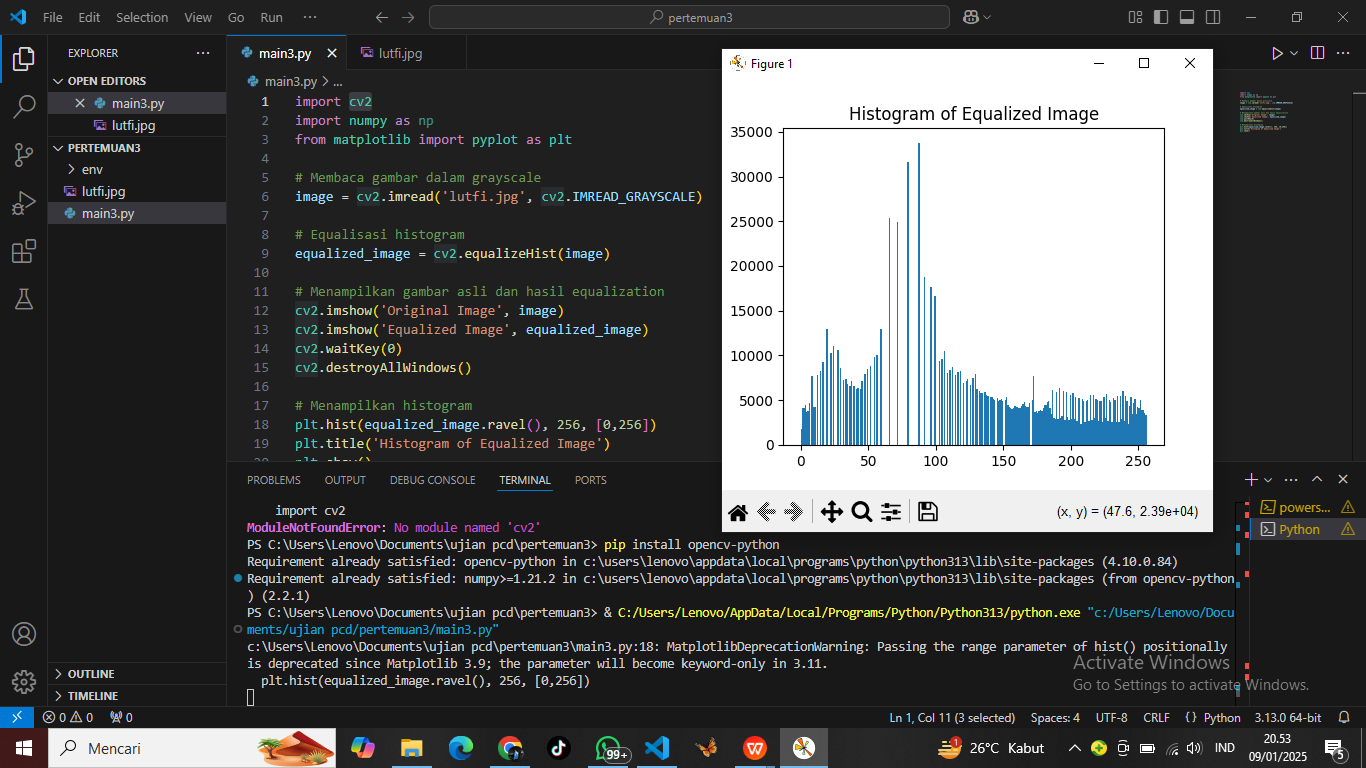 File Edit Selection View Go Run ··· pertemuan3
EXPLORER ···
OPEN EDITORS
main3.py
lutfi.jpg
PERTEMUAN3
env
lutfi.jpg
main3.py
OUTLINE
TIMELINE
main3.py lutfi.jpg
main3.py > ...
1 import cv2
2 import numpy as np
3 from matplotlib import pyplot as plt
4
5 # Membaca gambar dalam grayscale
6 image = cv2.imread('lutfi.jpg', cv2.IMREAD_GRAYSCALE)
7
8 # Equalisasi histogram
9 equalized_image = cv2.equalizeHist(image)
10
11 # Menampilkan gambar asli dan hasil equalization
12 cv2.imshow('Original Image', image)
13 cv2.imshow('Equalized Image', equalized_image)
14 cv2.waitKey(0)
15 cv2.destroyAllWindows()
16
17 # Menampilkan histogram
18 plt.hist(equalized_image.ravel(), 256, [0,256])
19 plt.title('Histogram of Equalized Image')
Figure 1
Histogram of Equalized Image
35000
30000
25000
20000
15000
10000
5000
0
0 50 100 150 200 250
(x, y) = (47.6, 2.39e+04)
PROBLEMS OUTPUT DEBUG CONSOLE TERMINAL PORTS
import cv2
ModuleNotFoundError: No module named 'cv2'
PS C:\Users\Lenovo\Documents\ujian pcd\pertemuan3> pip install opencv-python
Requirement already satisfied: opencv-python in c:\users\lenovo\appdata\local\programs\python\python313\lib\site-packages (4.10.0.84)
Requirement already satisfied: numpy>=1.21.2 in c:\users\lenovo\appdata\local\programs\python\python313\lib\site-packages (from opencv-python
) (2.2.1)
PS C:\Users\Lenovo\Documents\ujian pcd\pertemuan3> & C:/Users/Lenovo/AppData/Local/Programs/Python/Python313/python.exe "c:/Users/Lenovo/Docu
ments/ujian pcd/pertemuan3/main3.py"
c:\Users\Lenovo\Documents\ujian pcd\pertemuan3\main3.py:18: MatplotlibDeprecationWarning: Passing the range parameter of hist() positionally
is deprecated since Matplotlib 3.9; the parameter will become keyword-only in 3.11.
plt.hist(equalized_image.ravel(), 256, [0,256])
powers...
Python
Activate Windows
Go to Settings to activate Windows.
0 0 0 Ln 1, Col 11 (3 selected) Spaces: 4 UTF-8 CRLF {} Python 3.13.0 64-bit
Mencari 99+ 1 26°C Kabut IND 20.53
09/01/2025 5